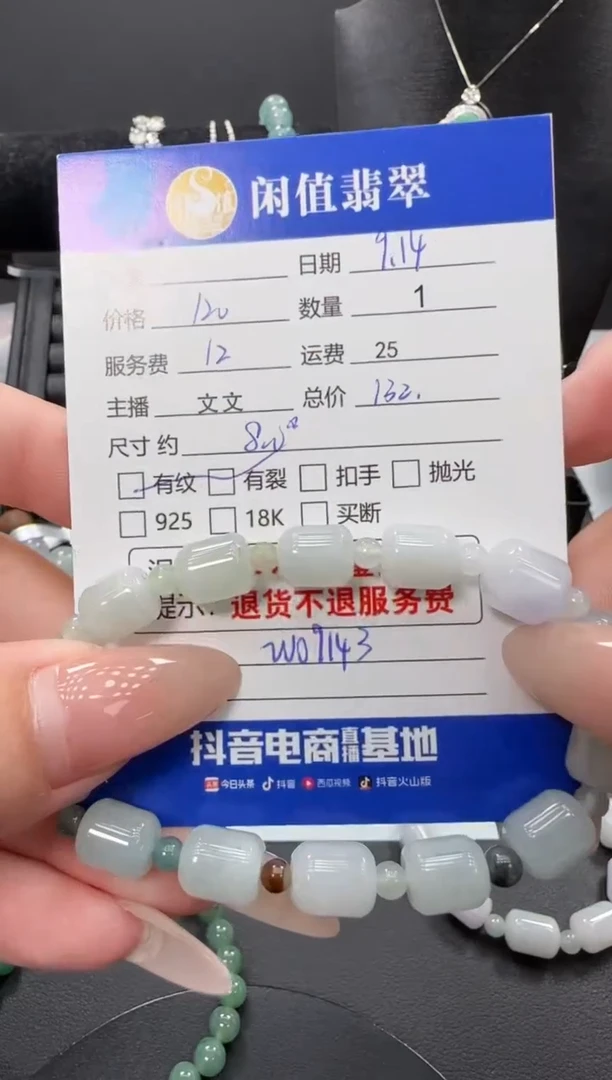 闲值翡翠
日期 9.14
价格 120 数量 1
服务费 12 运费 25
主播 文文 总价 132.
尺寸 约 8
有纹 有裂 扣手 抛光
925 18K 买断
提示: 退货不退服务费
W09143
抖音电商直播基地
今日头条 抖音 西瓜视频 抖音火山版